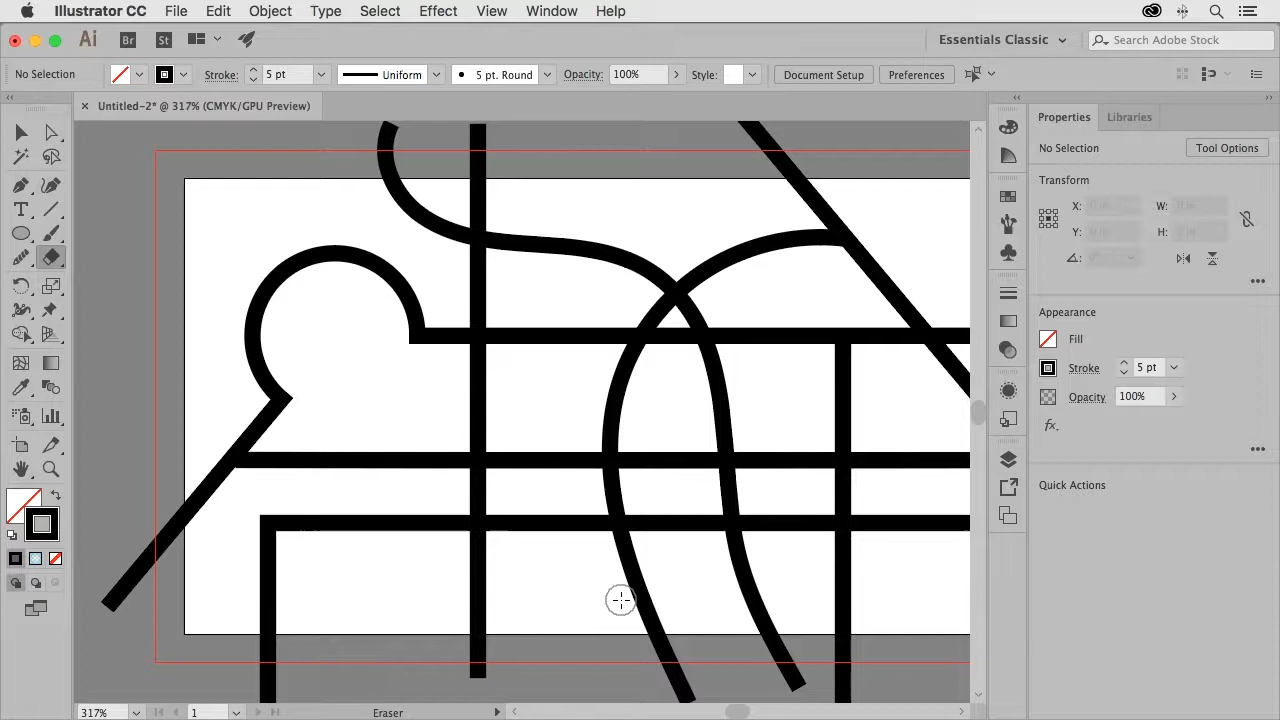 Illustrator CC File Edit Object Type Select Effect View Window Help
Ai Br St Essentials Classic Search Adobe Stock
No Selection Stroke: 5 pt Uniform 5 pt. Round Opacity: 100% Style: Document Setup Preferences
Untitled-2* @ 317% (CMYK/GPU Preview)
Properties Libraries
No Selection Tool Options
Transform
X: W:
Y: H:
Appearance
Fill
Stroke 5 pt
Opacity 100%
fx.
Quick Actions
317% 1 Eraser